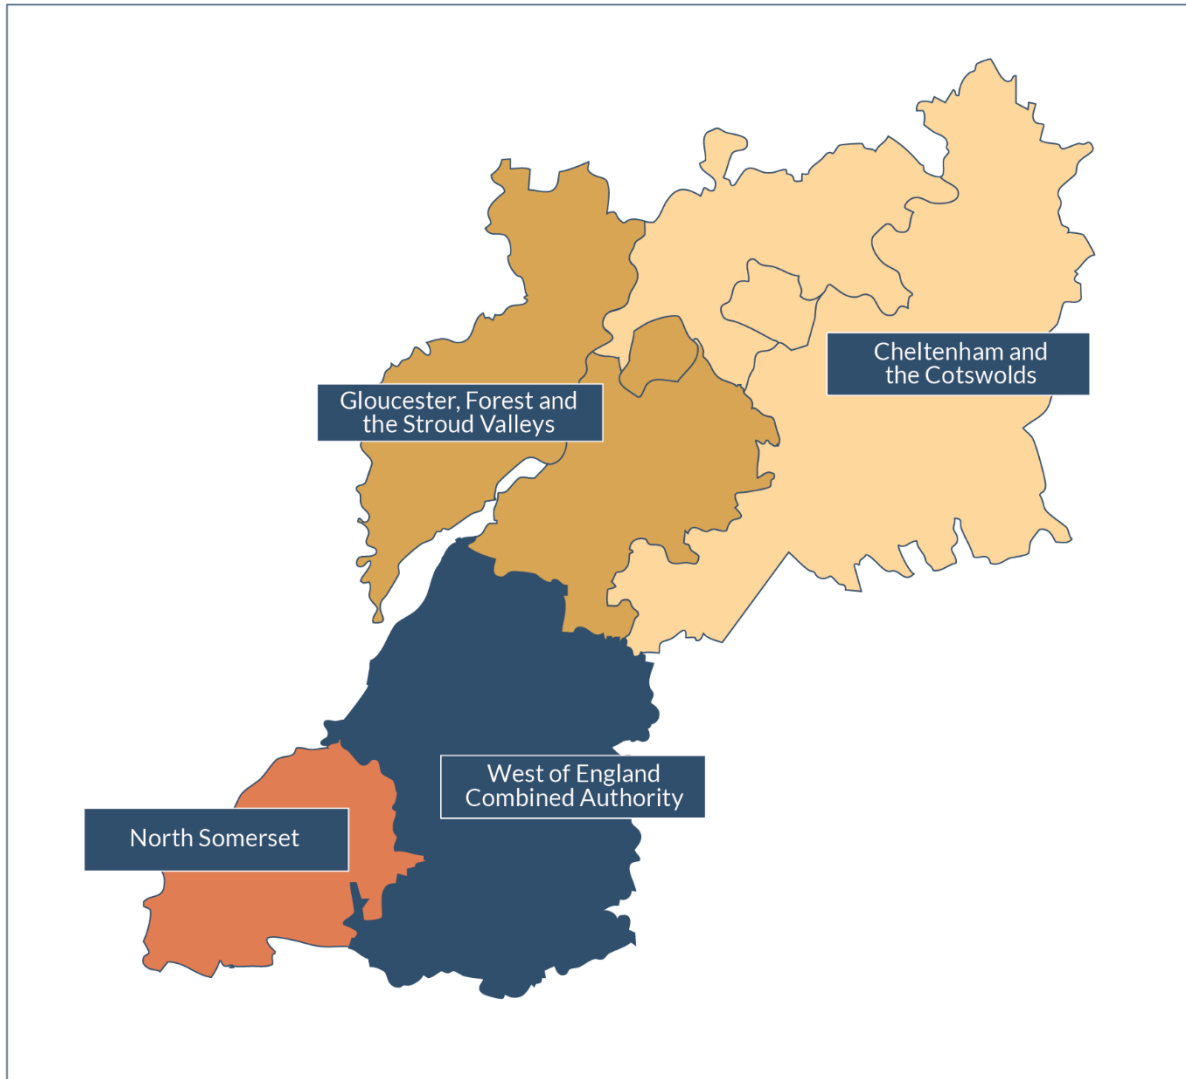 Cheltenham and
the Cotswolds
Gloucester, Forest and
the Stroud Valleys
West of England
Combined Authority
North Somerset